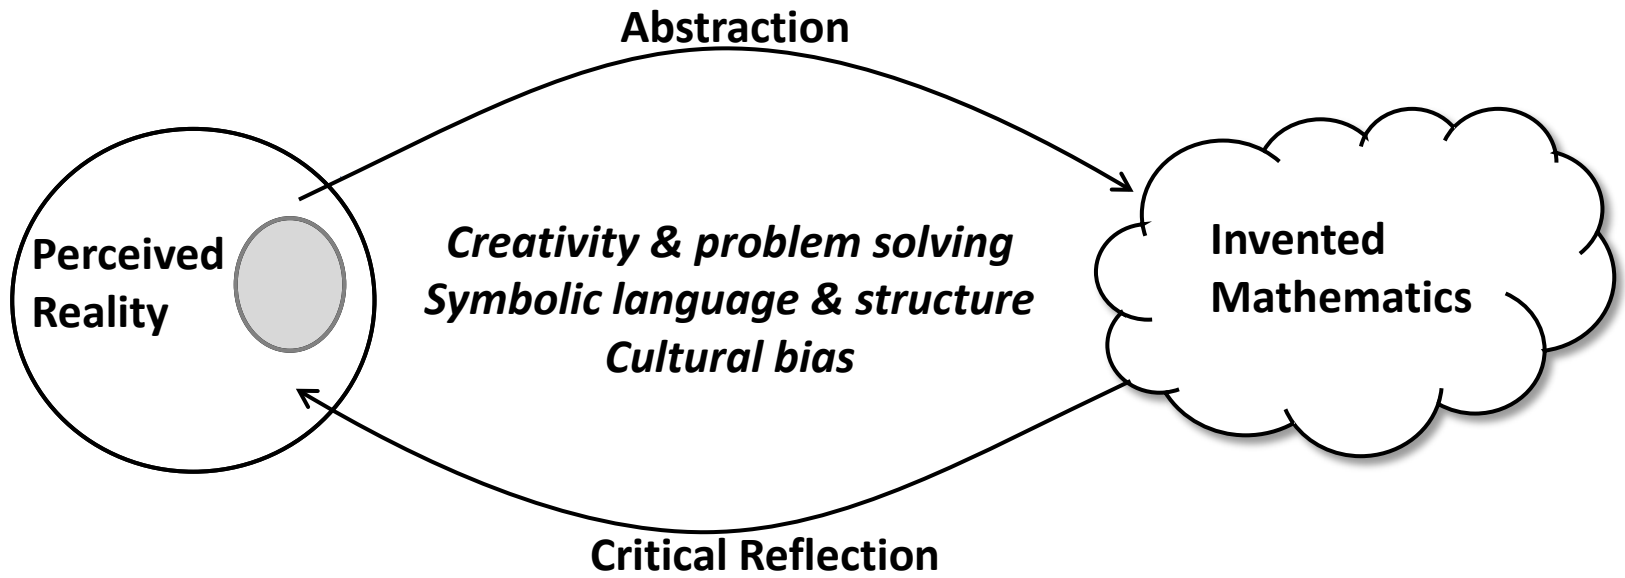 Abstraction
Perceived
Reality
Creativity & problem solving
Symbolic language & structure
Cultural bias
Invented
Mathematics
Critical Reflection